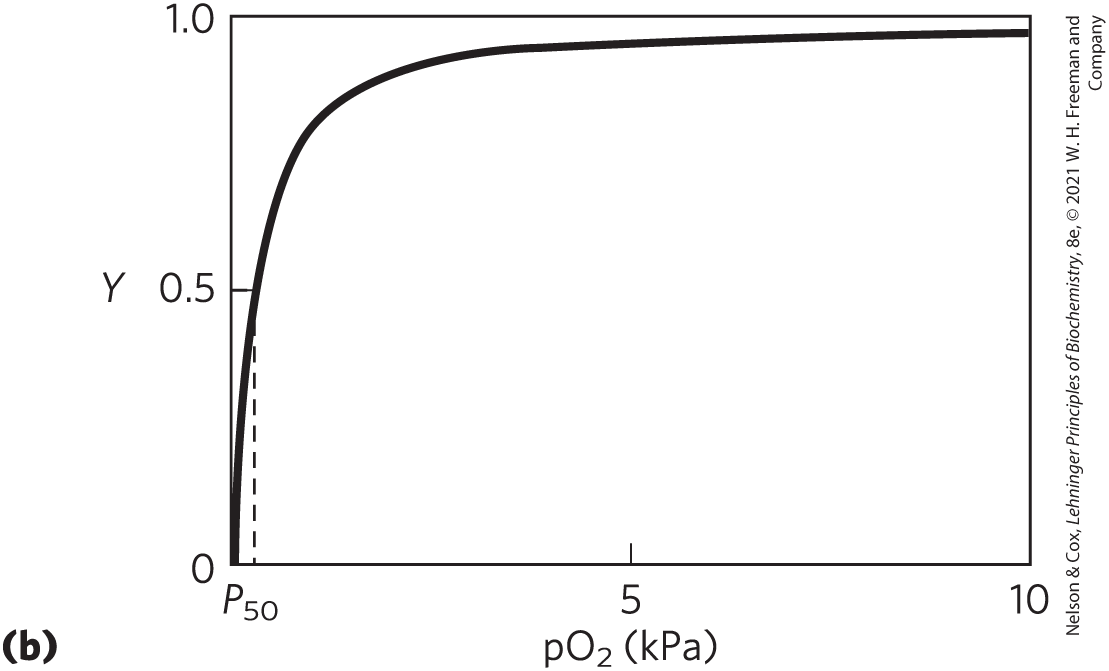 1.0
Y 0.5
0
P50 5 10
pO2 (kPa)
(b)
Nelson & Cox, Lehninger Principles of Biochemistry, 8e, © 2021 W. H. Freeman and
Company